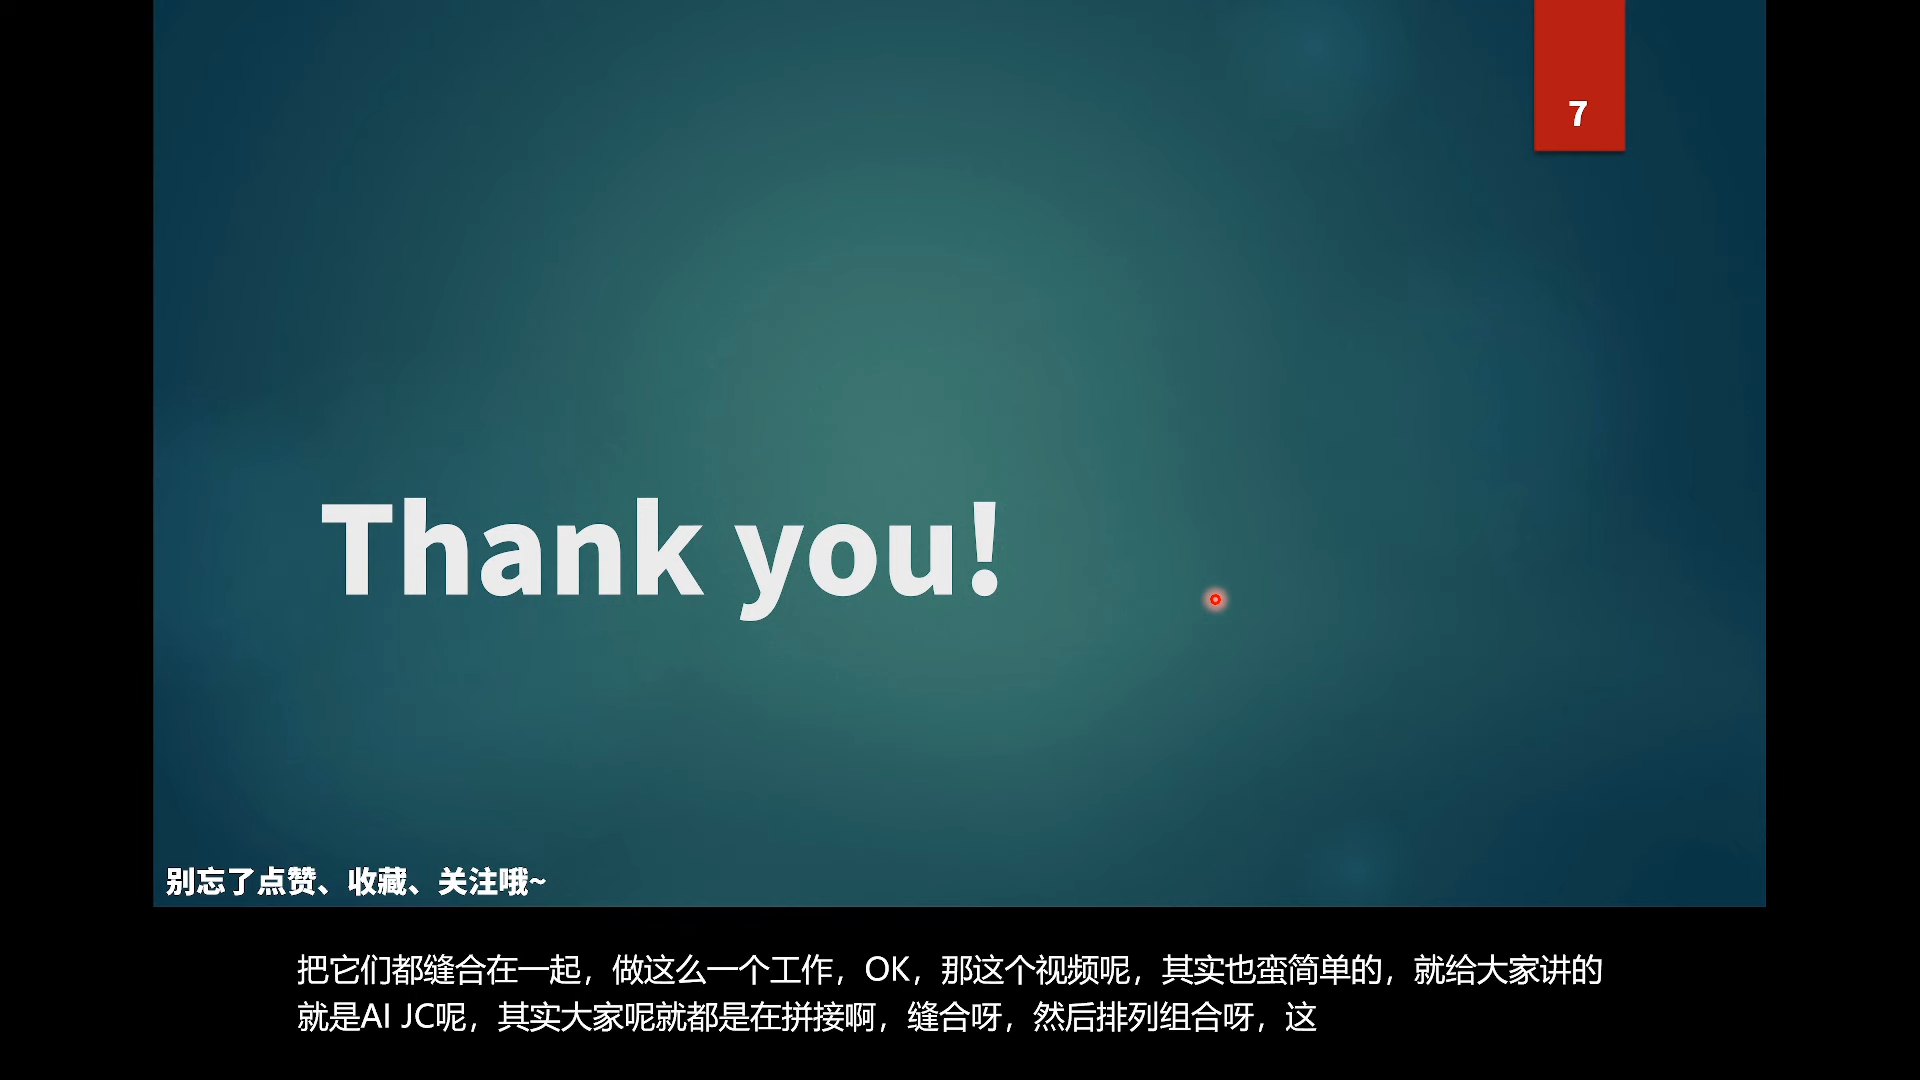 7
Thank you!
别忘了点赞、收藏、关注哦~
把它们都缝合在一起，做这么一个工作，OK，那这个视频呢，其实也蛮简单的，就给大家讲的
就是AI JC呢，其实大家呢就都是在拼接啊，缝合呀，然后排列组合呀，这